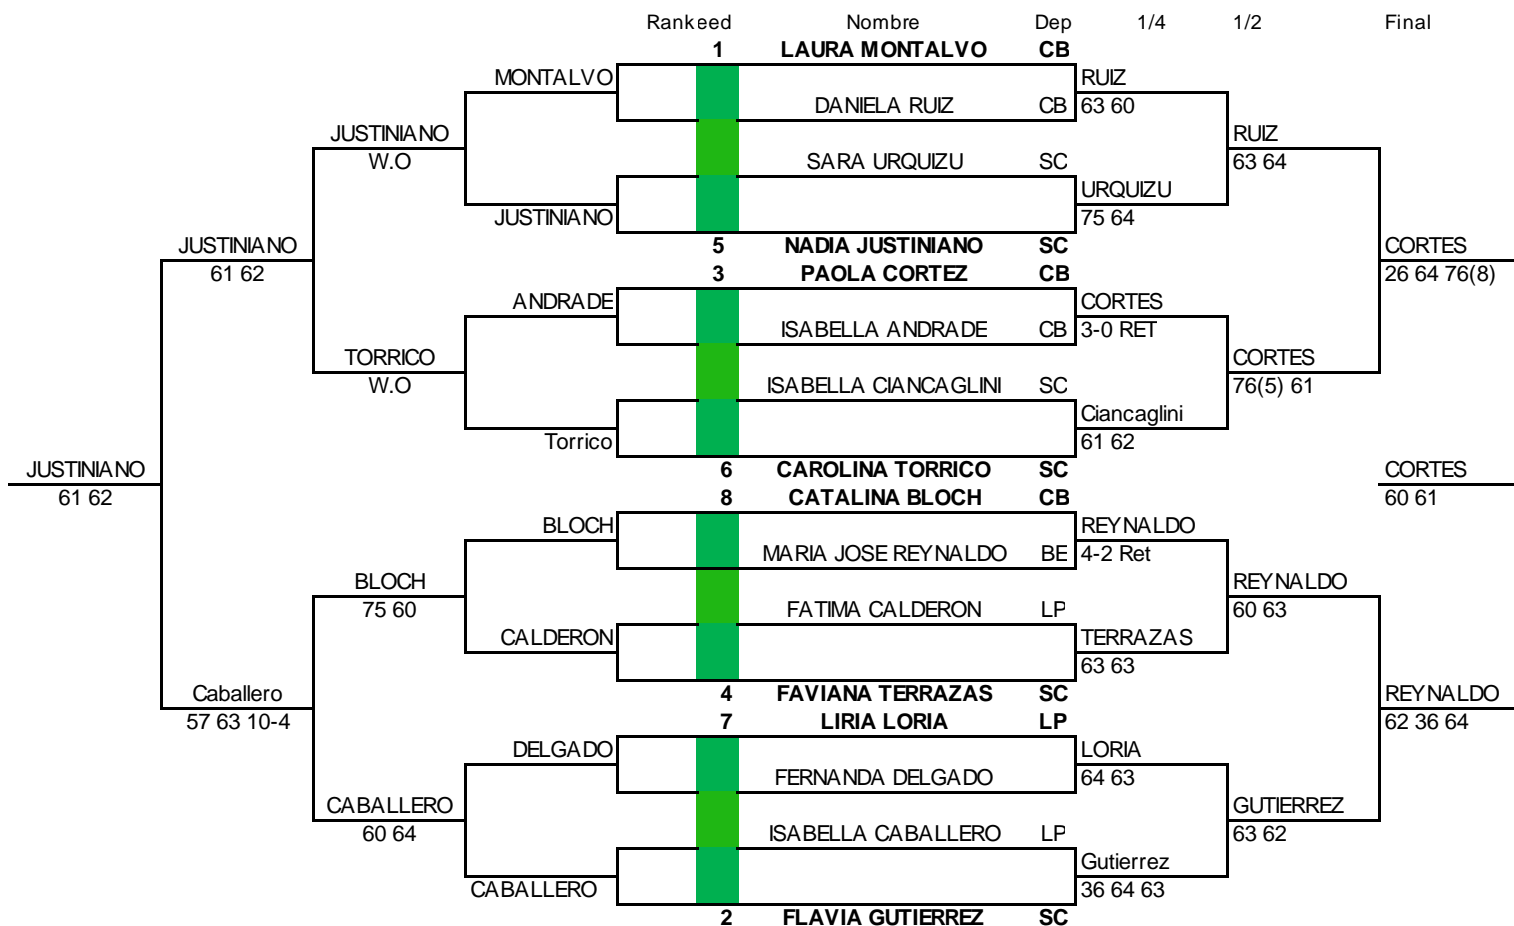 Rankeed Nombre Dep 1/4 1/2 Final
1 LAURA MONTALVO CB
MONTALVO RUIZ
DANIELA RUIZ CB 63 60
JUSTINIANO RUIZ
W.O SARA URQUIZU SC 63 64
URQUIZU
JUSTINIANO 75 64
JUSTINIANO 5 NADIA JUSTINIANO SC CORTES
61 62 3 PAOLA CORTEZ CB 26 64 76(8)
ANDRADE CORTES
ISABELLA ANDRADE CB 3-0 RET
TORRICO CORTES
W.O ISABELLA CIANCAGLINI SC 76(5) 61
Ciancaglini
Torrico 61 62
JUSTINIANO 6 CAROLINA TORRICO SC CORTES
61 62 8 CATALINA BLOCH CB 60 61
BLOCH REYNALDO
MARIA JOSE REYNALDO BE 4-2 Ret
BLOCH REYNALDO
75 60 FATIMA CALDERON LP 60 63
CALDERON TERRAZAS
63 63
Caballero 4 FAVIANA TERRAZAS SC REYNALDO
57 63 10-4 7 LIRIA LORIA LP 62 36 64
DELGADO LORIA
FERNANDA DELGADO 64 63
CABALLERO GUTIERREZ
60 64 ISABELLA CABALLERO LP 63 62
Gutierrez
CABALLERO 36 64 63
2 FLAVIA GUTIERREZ SC